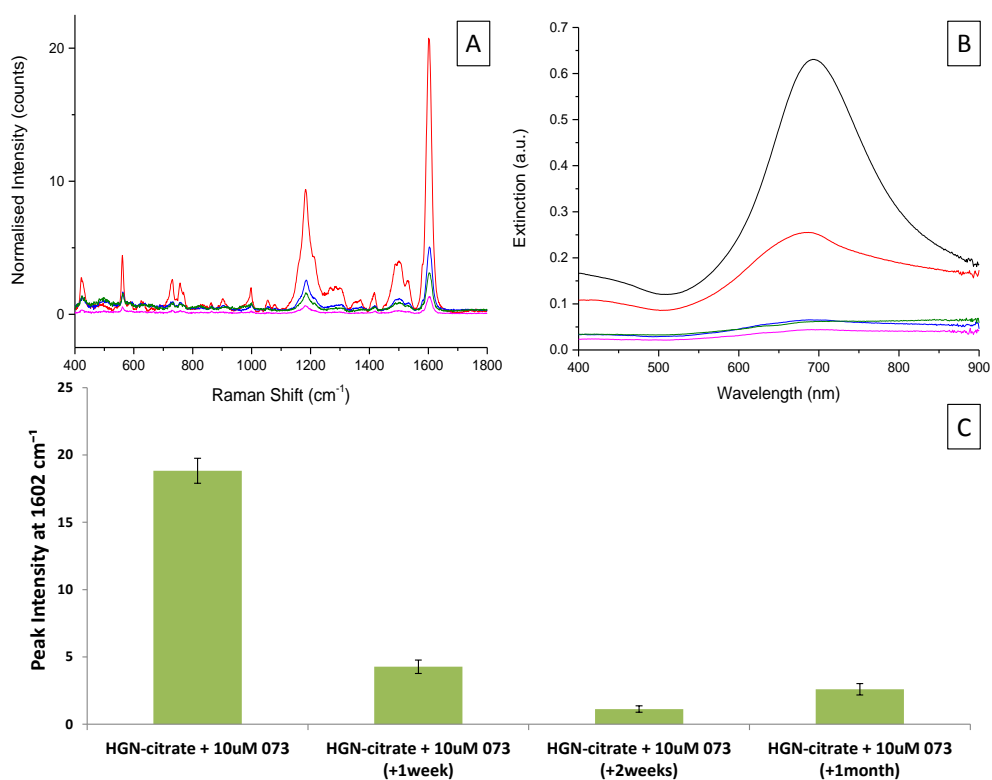 A
Normalised Intensity (counts)
20
10
0
400 600 800 1000 1200 1400 1600 1800
Raman Shift (cm⁻¹)
B
Extinction (a.u.)
0.7
0.6
0.5
0.4
0.3
0.2
0.1
0.0
400 500 600 700 800 900
Wavelength (nm)
C
Peak Intensity at 1602 cm⁻¹
25
20
15
10
5
0
HGN-citrate + 10uM 073
HGN-citrate + 10uM 073
(+1week)
HGN-citrate + 10uM 073
(+2weeks)
HGN-citrate + 10uM 073
(+1month)